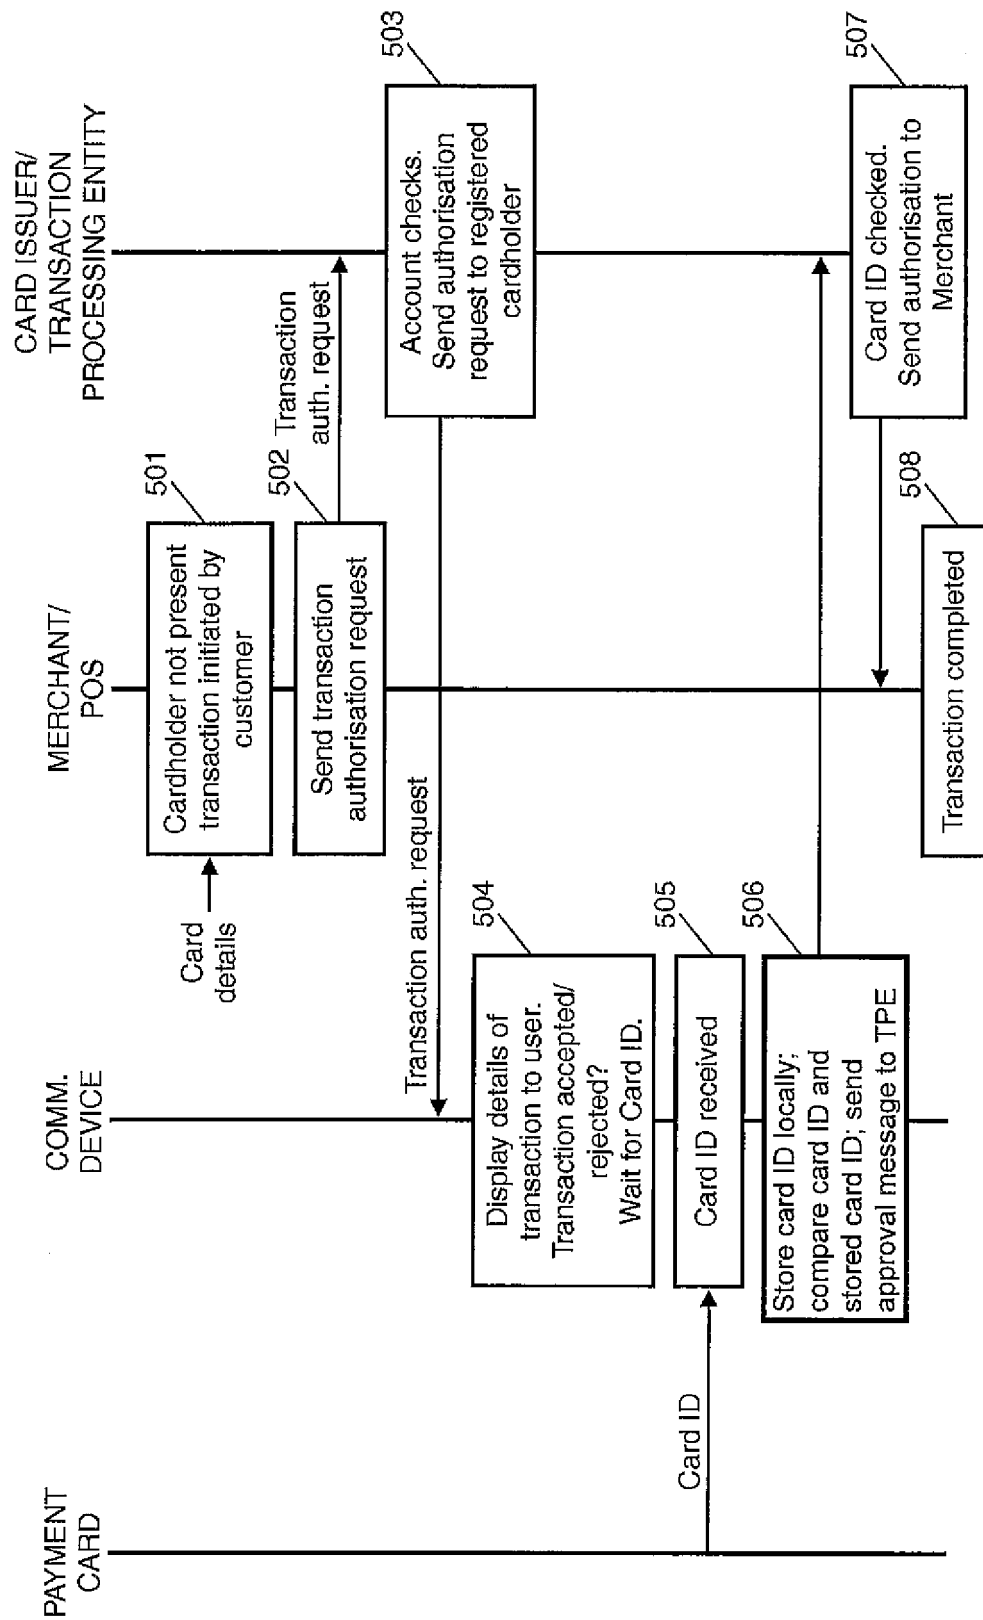 PAYMENT
CARD
COMM.
DEVICE
MERCHANT/
POS
CARD ISSUER/
TRANSACTION
PROCESSING ENTITY
Card
details
501
Cardholder not present
transaction initiated by
customer
502
Send transaction
authorisation request
Transaction
auth. request
503
Account checks.
Send authorisation
request to registered
cardholder
Transaction auth. request
504
Display details of
transaction to user.
Transaction accepted/
rejected?
Wait for Card ID.
Card ID
505
Card ID received
506
Store card ID locally;
compare card ID and
stored card ID; send
approval message to TPE
507
Card ID checked.
Send authorisation to
Merchant
508
Transaction completed